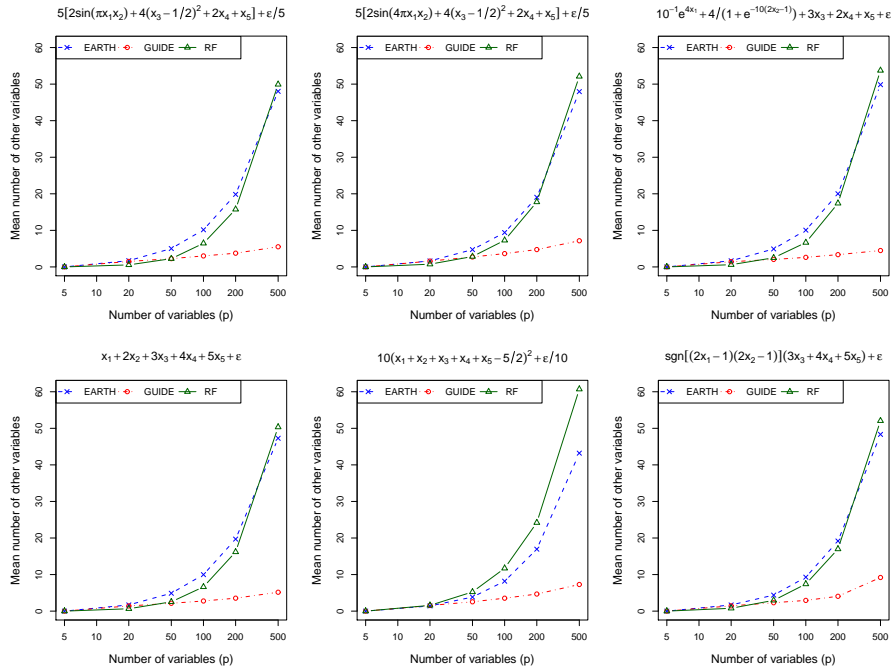 5[2sin(πx₁x₂)+4(x₃−1/2)²+2x₄+x₅]+ε/5
Mean number of other variables
60
50
40
30
20
10
0
EARTH GUIDE RF
5 10 20 50 100 200 500
Number of variables (p)
5[2sin(4πx₁x₂)+4(x₃−1/2)²+2x₄+x₅]+ε/5
Mean number of other variables
60
50
40
30
20
10
0
EARTH GUIDE RF
5 10 20 50 100 200 500
Number of variables (p)
10⁻¹e⁴ˣ₁+4/(1+e⁻¹⁰⁽²ˣ₂⁻¹⁾)+3x₃+2x₄+x₅+ε
Mean number of other variables
60
50
40
30
20
10
0
EARTH GUIDE RF
5 10 20 50 100 200 500
Number of variables (p)
x₁+2x₂+3x₃+4x₄+5x₅+ε
Mean number of other variables
60
50
40
30
20
10
0
EARTH GUIDE RF
5 10 20 50 100 200 500
Number of variables (p)
10(x₁+x₂+x₃+x₄+x₅−5/2)²+ε/10
Mean number of other variables
60
50
40
30
20
10
0
EARTH GUIDE RF
5 10 20 50 100 200 500
Number of variables (p)
sgn[(2x₁−1)(2x₂−1)](3x₃+4x₄+5x₅)+ε
Mean number of other variables
60
50
40
30
20
10
0
EARTH GUIDE RF
5 10 20 50 100 200 500
Number of variables (p)